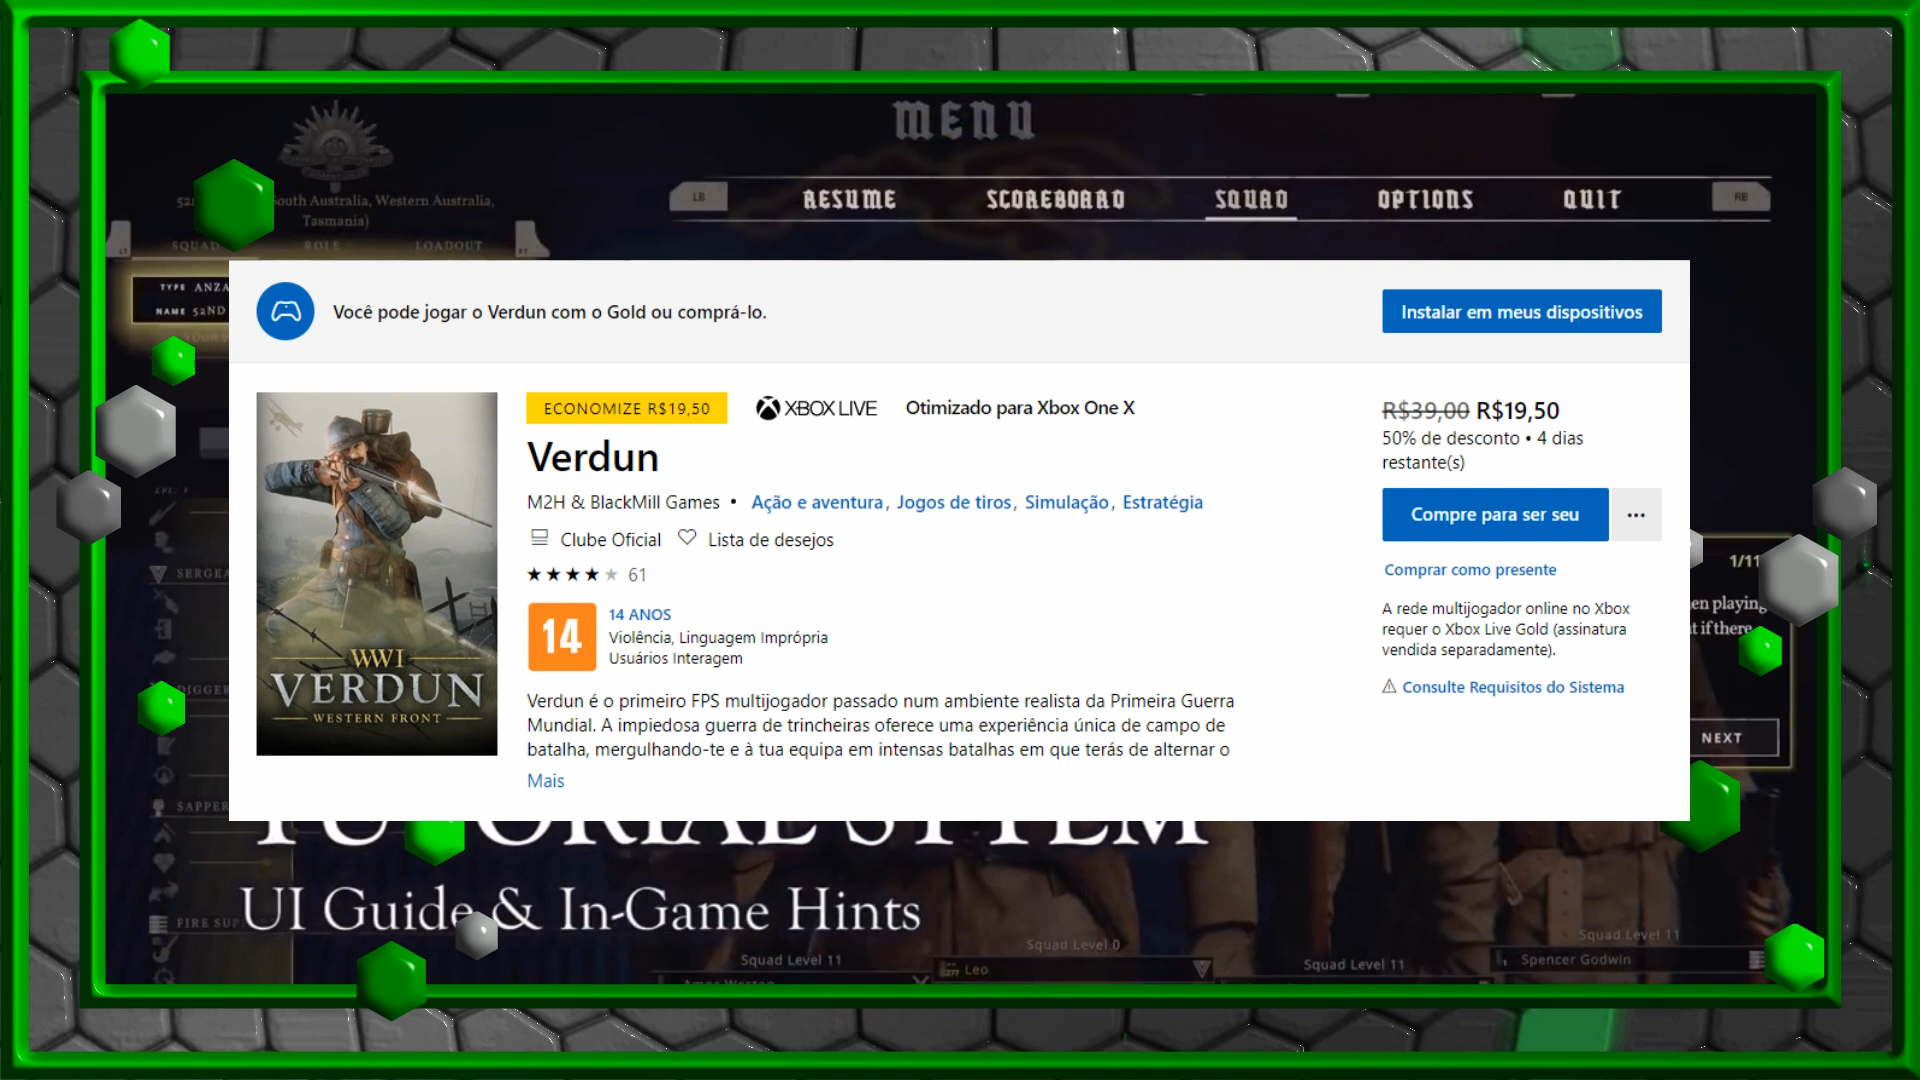 MENU
LB
RESUME
SCOREBOARD
SQUAD
OPTIONS
QUIT
RB
South Australia, Western Australia,
Tasmania)
SQUAD
ROLE
LOADOUT
TYPE
NAME 52ND
Você pode jogar o Verdun com o Gold ou comprá-lo.
Instalar em meus dispositivos
ECONOMIZE R$19,50
XBOX LIVE
Otimizado para Xbox One X
Verdun
M2H & BlackMill Games • Ação e aventura, Jogos de tiros, Simulação, Estratégia
Clube Oficial
Lista de desejos
61
14
14 ANOS
Violência, Linguagem Imprópria
Usuários Interagem
Verdun é o primeiro FPS multijogador passado num ambiente realista da Primeira Guerra
Mundial. A impiedosa guerra de trincheiras oferece uma experiência única de campo de
batalha, mergulhando-te e à tua equipa em intensas batalhas em que terás de alternar o
Mais
WWI
VERDUN
WESTERN FRONT
R$39,00 R$19,50
50% de desconto • 4 dias
restante(s)
Compre para ser seu
...
Comprar como presente
A rede multijogador online no Xbox
requer o Xbox Live Gold (assinatura
vendida separadamente).
Consulte Requisitos do Sistema
1/11
playing
if there
NEXT
UI Guide & In-Game Hints
Squad Level 11
Squad Level 0
Leo
Squad Level 11
Squad Level 11
Spencer Godwin